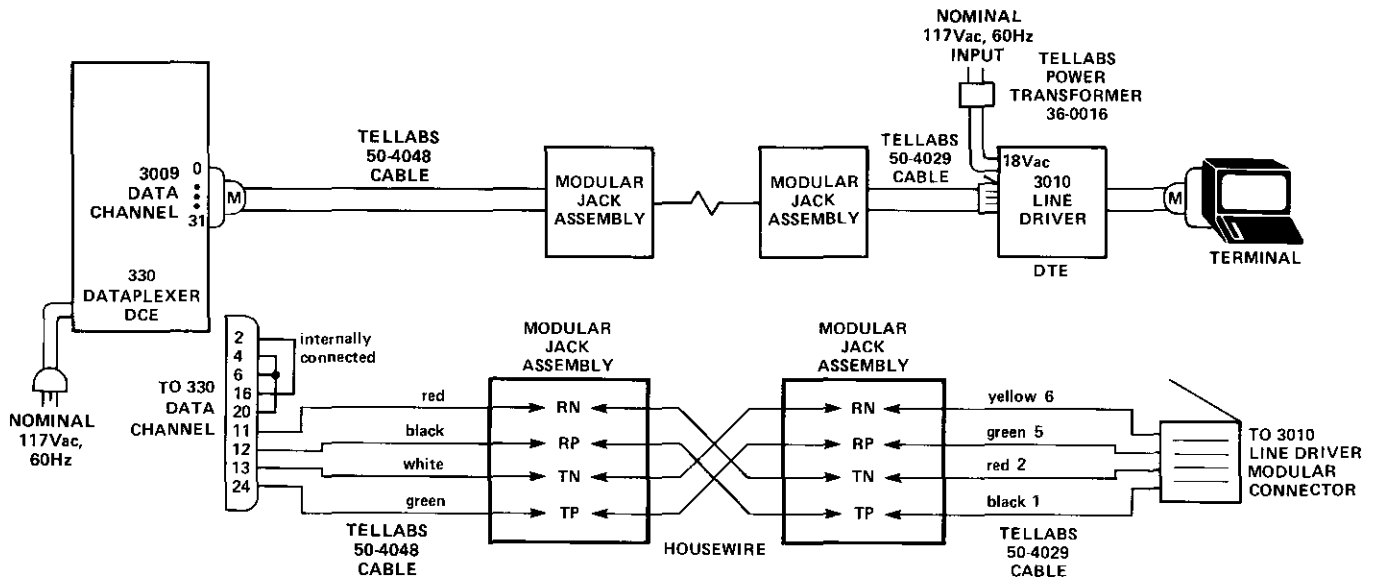 NOMINAL
117Vac, 60Hz
INPUT
TELLABS
POWER
TRANSFORMER
36-0016
TELLABS
50-4048
CABLE
TELLABS
50-4029
CABLE
3009
DATA
CHANNEL
0
31
M
MODULAR
JACK
ASSEMBLY
MODULAR
JACK
ASSEMBLY
18Vac
3010
LINE
DRIVER
M
DTE
TERMINAL
330
DATAPLEXER
DCE
NOMINAL
117Vac,
60Hz
TO 330
DATA
CHANNEL
2
4
6
16
20
11
12
13
24
internally
connected
red
black
white
green
TELLABS
50-4048
CABLE
MODULAR
JACK
ASSEMBLY
RN
RP
TN
TP
HOUSEWIRE
MODULAR
JACK
ASSEMBLY
RN
RP
TN
TP
yellow 6
green 5
red 2
black 1
TELLABS
50-4029
CABLE
TO 3010
LINE DRIVER
MODULAR
CONNECTOR